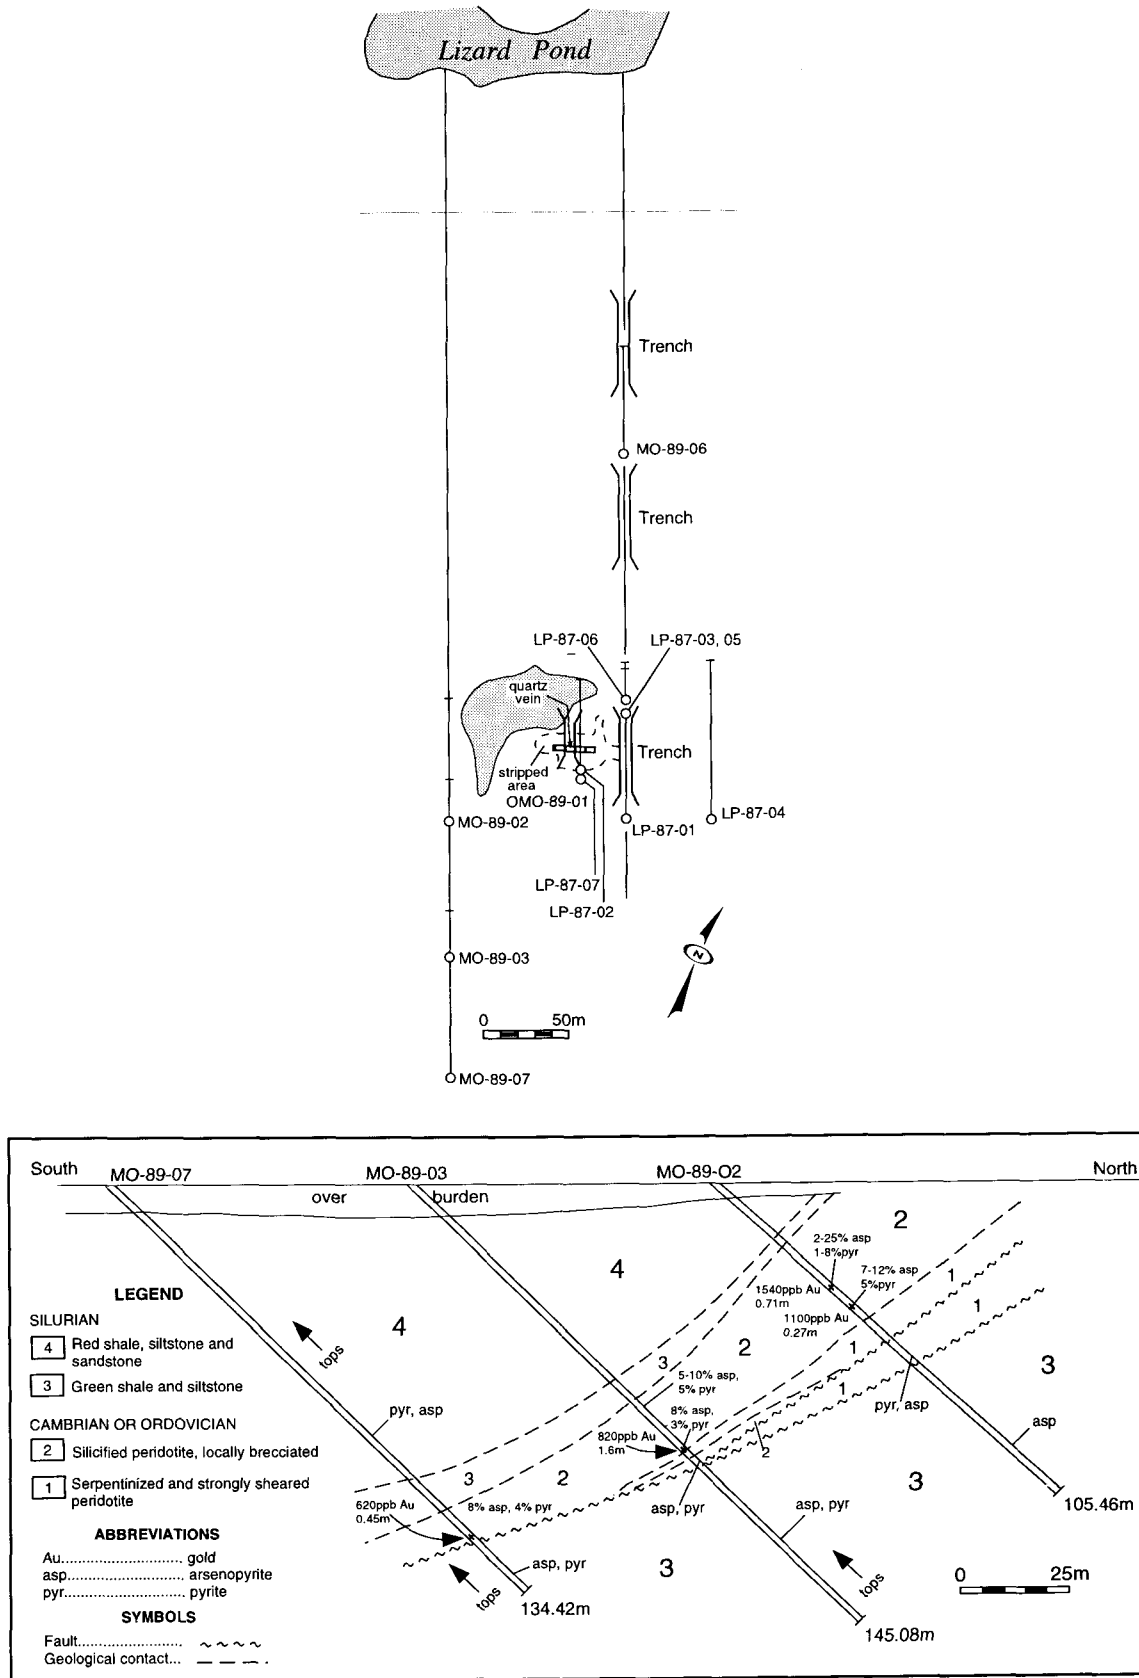 Lizard Pond
Trench
MO-89-06
Trench
LP-87-06
LP-87-03, 05
quartz
vein
Trench
stripped
area
OMO-89-01
MO-89-02
LP-87-01
LP-87-04
LP-87-07
LP-87-02
N
MO-89-03
0 50m
MO-89-07
South
MO-89-07
MO-89-03
MO-89-O2
North
over burden
2
2-25% asp
1-8%pyr
7-12% asp
5%pyr
1
4
1540ppb Au
0.71m
1100ppb Au
0.27m
1
LEGEND
SILURIAN
4 Red shale, siltstone and
sandstone
3 Green shale and siltstone
CAMBRIAN OR ORDOVICIAN
2 Silicified peridotite, locally brecciated
1 Serpentinized and strongly sheared
peridotite
ABBREVIATIONS
Au............................ gold
asp........................ arsenopyrite
pyr......................... pyrite
SYMBOLS
Fault........................
Geological contact...
tops
4
2
1
3
3
5-10% asp,
5% pyr
1
pyr, asp
8% asp,
3% pyr
pyr, asp
asp
820ppb Au
1.6m
2
3
2
3
620ppb Au
0.45m
8% asp, 4% pyr
asp, pyr
asp, pyr
105.46m
asp, pyr
3
tops
tops
0 25m
134.42m
145.08m